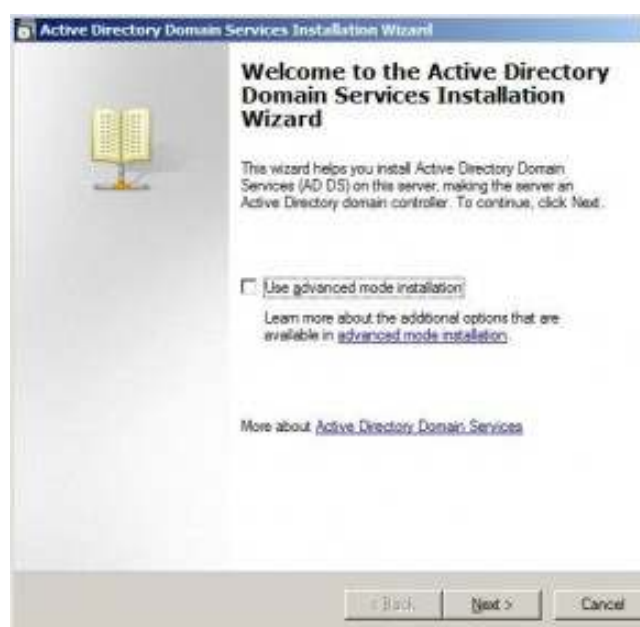 Active Directory Domain Services Installation Wizard
Welcome to the Active Directory
Domain Services Installation
Wizard
This wizard helps you install Active Directory Domain
Services (AD DS) on this server, making the server an
Active Directory domain controller. To continue, click Next.
Use advanced mode installation
Learn more about the additional options that are
available in advanced mode installation
More about Active Directory Domain Services
< Back
Next >
Cancel